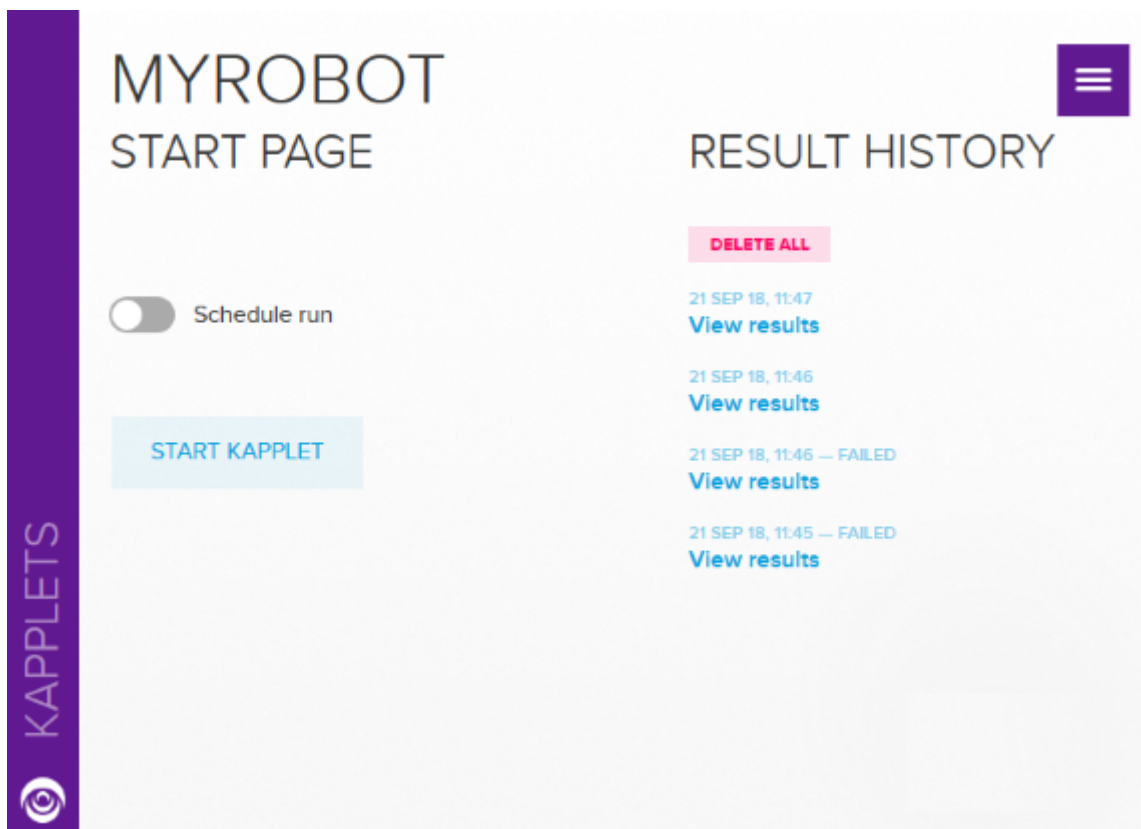 MYROBOT
START PAGE
Schedule run
START KAPPLET
RESULT HISTORY
DELETE ALL
21 SEP 18, 11:47
View results
21 SEP 18, 11:46
View results
21 SEP 18, 11:46 — FAILED
View results
21 SEP 18, 11:45 — FAILED
View results
KAPPLETS